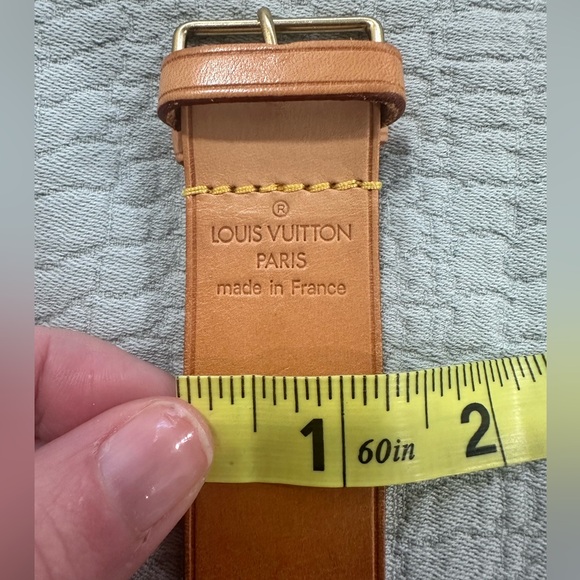 ®
LOUIS VUITTON
PARIS
made in France
1 60in 2